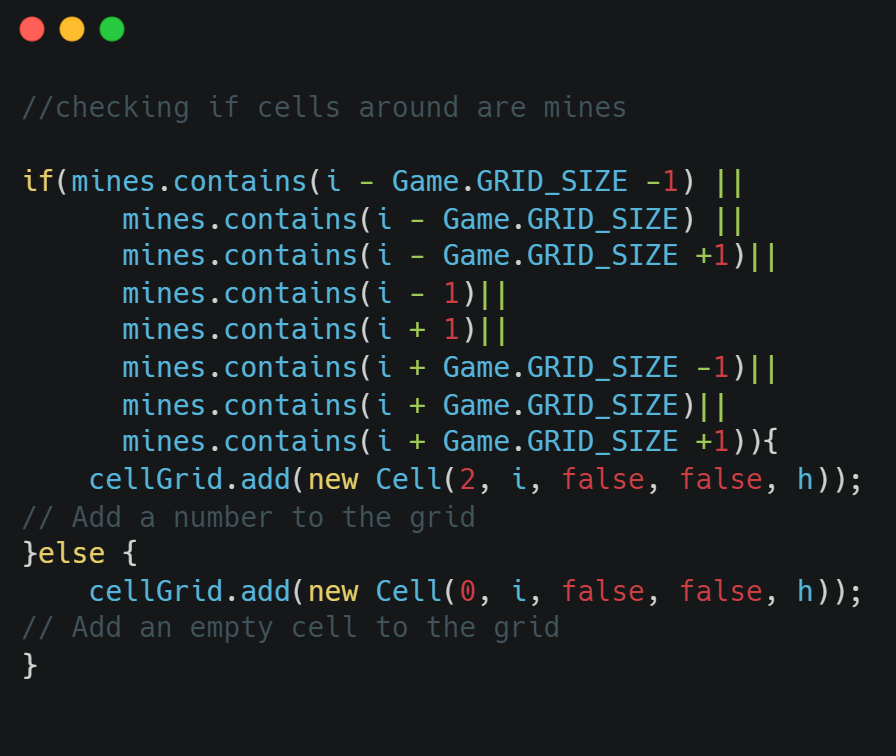 //checking if cells around are mines
if(mines.contains(i - Game.GRID_SIZE -1) ||
mines.contains(i - Game.GRID_SIZE) ||
mines.contains(i - Game.GRID_SIZE +1)||
mines.contains(i - 1)||
mines.contains(i + 1)||
mines.contains(i + Game.GRID_SIZE -1)||
mines.contains(i + Game.GRID_SIZE)||
mines.contains(i + Game.GRID_SIZE +1)){
cellGrid.add(new Cell(2, i, false, false, h));
// Add a number to the grid
}else {
cellGrid.add(new Cell(0, i, false, false, h));
// Add an empty cell to the grid
}